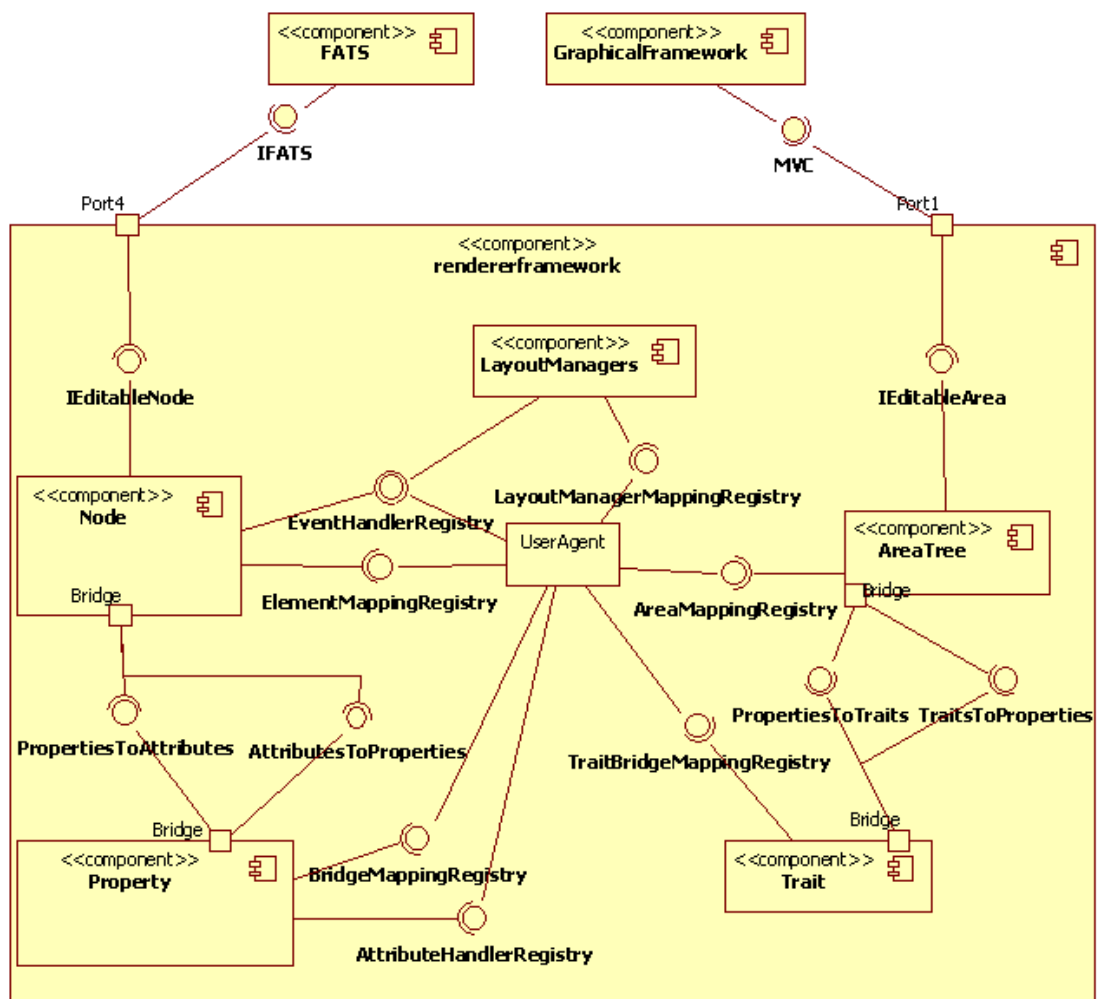 <<component>>
FATS
<<component>>
GraphicalFramework
IFATS
MVC
Port4
Port1
<<component>>
rendererframework
<<component>>
LayoutManagers
IEditableNode
IEditableArea
<<component>>
Node
LayoutManagerMappingRegistry
EventHandlerRegistry
<<component>>
AreaTree
UserAgent
Bridge
ElementMappingRegistry
AreaMappingRegistry
Bridge
PropertiesToAttributes
AttributesToProperties
PropertiesToTraits
TraitsToProperties
TraitBridgeMappingRegistry
Bridge
Bridge
<<component>>
Property
BridgeMappingRegistry
<<component>>
Trait
AttributeHandlerRegistry